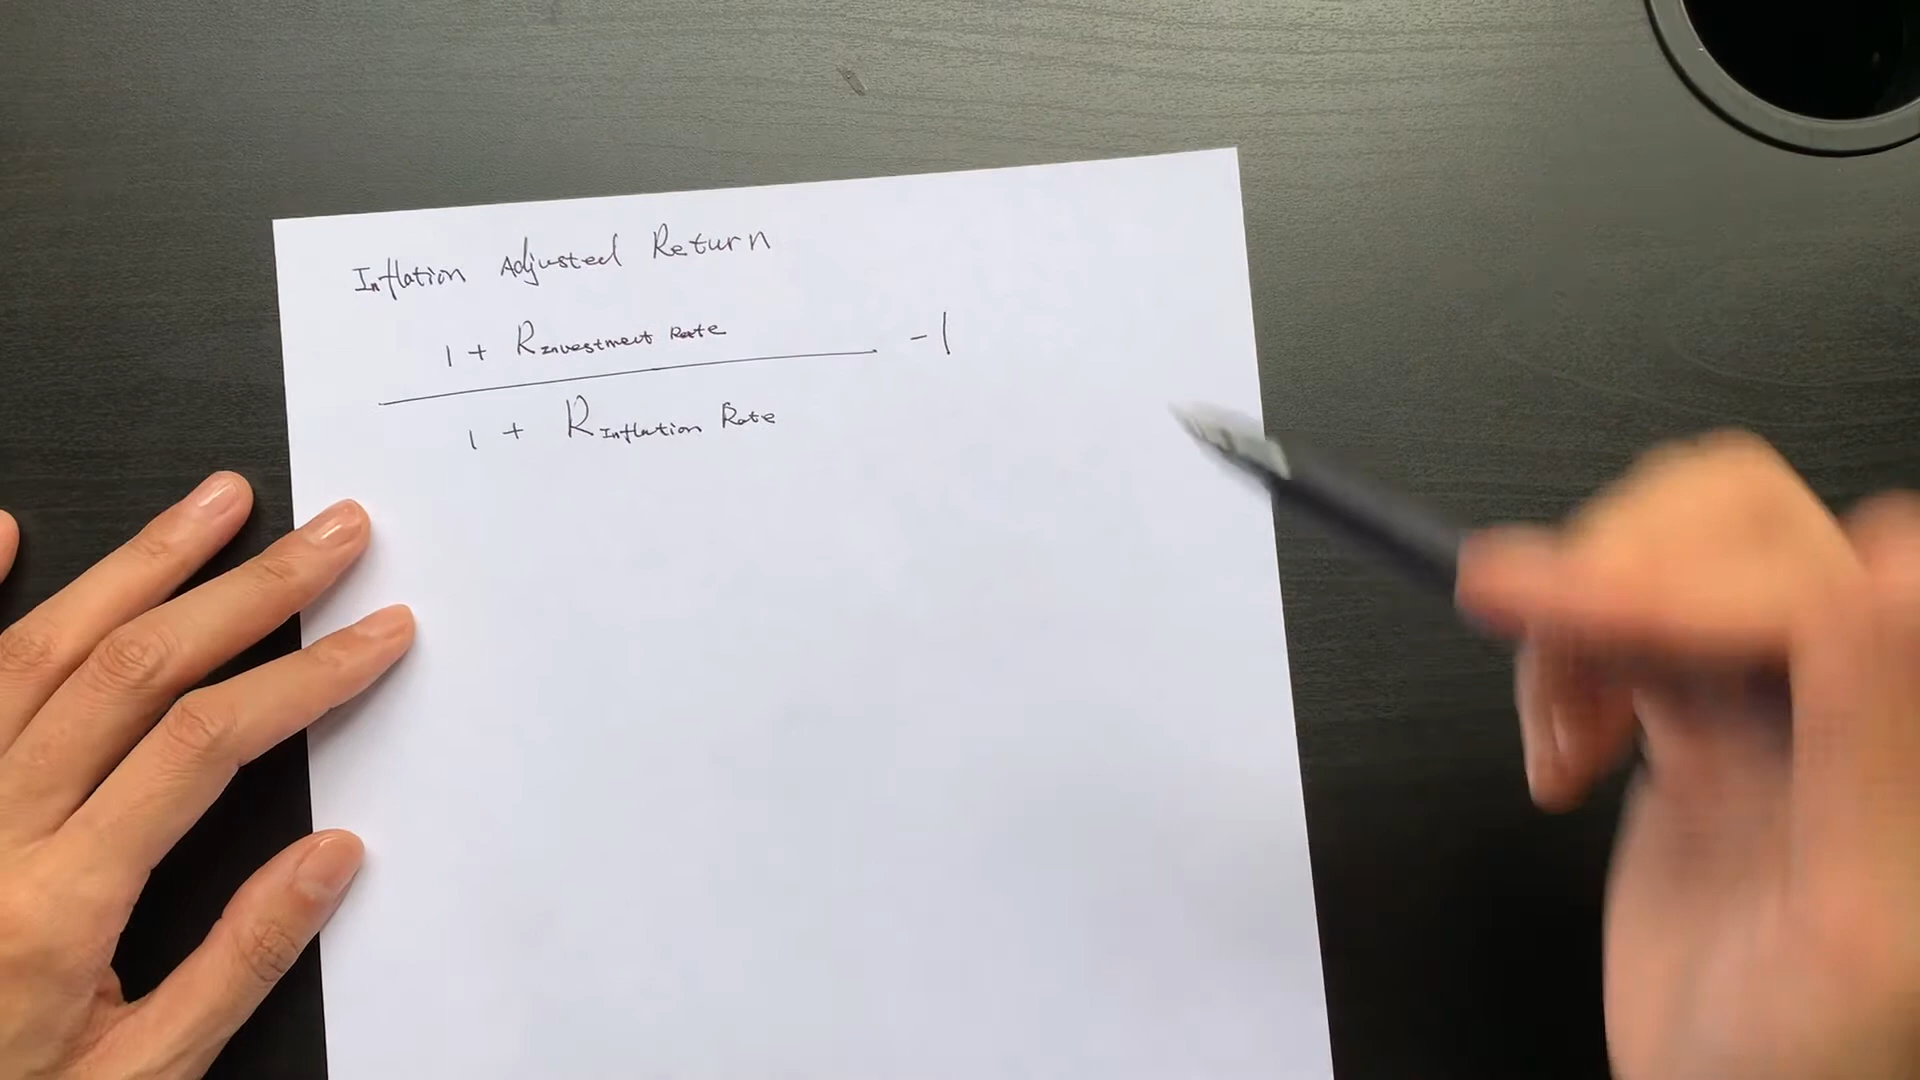 Inflation Adjusted Return
1 + R Investment Rate
- 1
1 + R Inflation Rate